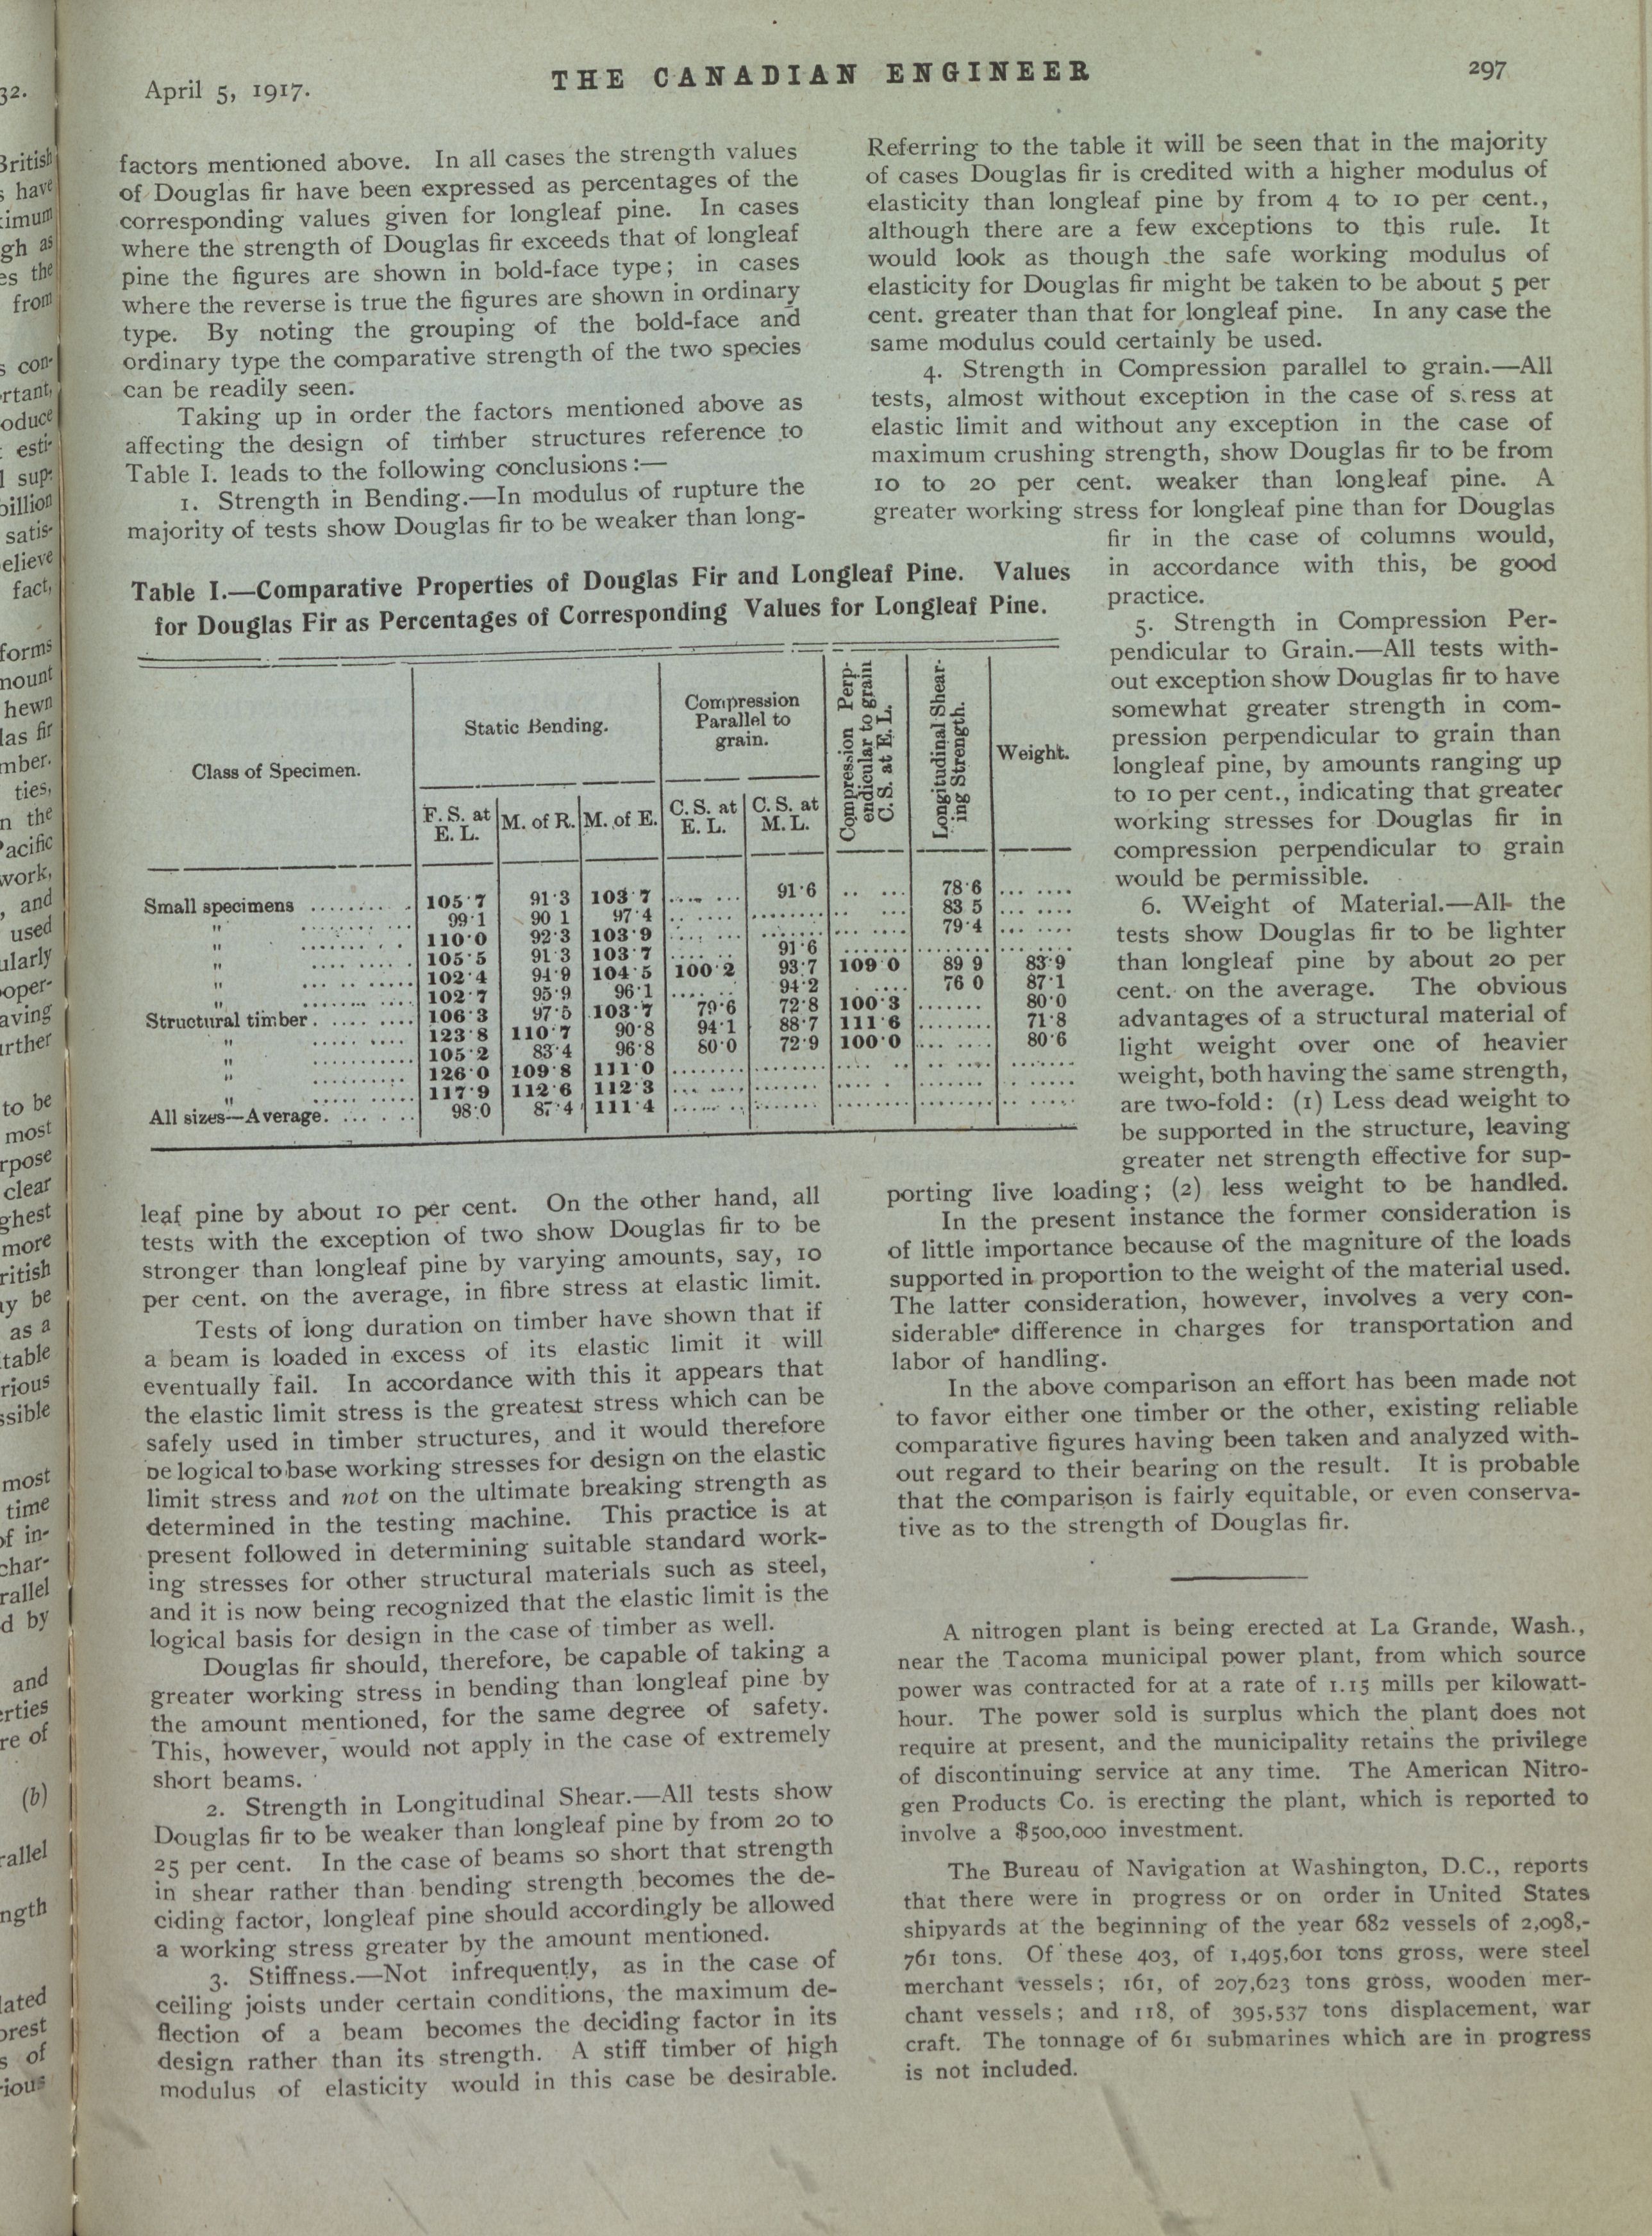 April 5, 1917.
THE CANADIAN ENGINEER
297
factors mentioned above. In all cases the strength values
of Douglas fir have been expressed as percentages of the
corresponding values given for longleaf pine. In cases
where the strength of Douglas fir exceeds that of longleaf
pine the figures are shown in bold-face type; in cases
where the reverse is true the figures are shown in ordinary
type. By noting the grouping of the bold-face and
ordinary type the comparative strength of the two species
can be readily seen.
Taking up in order the factors mentioned above as
affecting the design of timber structures reference to
Table I. leads to the following conclusions:—
1. Strength in Bending.—In modulus of rupture the
majority of tests show Douglas fir to be weaker than long-
Table I.—Comparative Properties of Douglas Fir and Longleaf Pine. Values
for Douglas Fir as Percentages of Corresponding Values for Longleaf Pine.
Class of Specimen.
Static Bending.
Compression
Parallel to
grain.
Compression Perp-
endicular to grain
C. S. at E. L.
Longitudinal Shear-
ing Strength.
Weight.
F. S. at
E. L.
M. of R.
M. of E.
C. S. at
E. L.
C. S. at
M. L.
Small specimens .......... 105·7 91·3 103·7 ........ 91·6 ........ 78·6 ........
" .......... 99·1 90 1 97·4 ........ ........ ........ 83 5 ........
" .......... 110·0 92·3 103·9 ........ ........ ........ 79·4 ........
" .......... 105·5 91·3 103·7 ........ 91·6 ........ ........ ........
" .......... 102·4 94·9 104·5 100·2 93·7 109 0 89 9 83·9
" .......... 102·7 95·9 96·1 ........ 94·2 ........ 76 0 87·1
Structural timber .......... 106·3 97·5 103·7 79·6 72·8 100·3 ........ 80·0
" .......... 123·8 110·7 90·8 94·1 88·7 111·6 ........ 71·8
" .......... 105·2 83·4 96·8 80·0 72·9 100·0 ........ 80·6
" .......... 126·0 109·8 111·0 ........ ........ ........ ........ ........
" .......... 117·9 112·6 112·3 ........ ........ ........ ........ ........
All sizes—Average. ........ 98·0 87·4 111·4 ........ ........ ........ ........ ........
leaf pine by about 10 per cent. On the other hand, all
tests with the exception of two show Douglas fir to be
stronger than longleaf pine by varying amounts, say, 10
per cent. on the average, in fibre stress at elastic limit.
Tests of long duration on timber have shown that if
a beam is loaded in excess of its elastic limit it will
eventually fail. In accordance with this it appears that
the elastic limit stress is the greatest stress which can be
safely used in timber structures, and it would therefore
be logical to base working stresses for design on the elastic
limit stress and not on the ultimate breaking strength as
determined in the testing machine. This practice is at
present followed in determining suitable standard work-
ing stresses for other structural materials such as steel,
and it is now being recognized that the elastic limit is the
logical basis for design in the case of timber as well.
Douglas fir should, therefore, be capable of taking a
greater working stress in bending than longleaf pine by
the amount mentioned, for the same degree of safety.
This, however, would not apply in the case of extremely
short beams.
2. Strength in Longitudinal Shear.—All tests show
Douglas fir to be weaker than longleaf pine by from 20 to
25 per cent. In the case of beams so short that strength
in shear rather than bending strength becomes the de-
ciding factor, longleaf pine should accordingly be allowed
a working stress greater by the amount mentioned.
3. Stiffness.—Not infrequently, as in the case of
ceiling joists under certain conditions, the maximum de-
flection of a beam becomes the deciding factor in its
design rather than its strength. A stiff timber of high
modulus of elasticity would in this case be desirable.
Referring to the table it will be seen that in the majority
of cases Douglas fir is credited with a higher modulus of
elasticity than longleaf pine by from 4 to 10 per cent.,
although there are a few exceptions to this rule. It
would look as though the safe working modulus of
elasticity for Douglas fir might be taken to be about 5 per
cent. greater than that for longleaf pine. In any case the
same modulus could certainly be used.
4. Strength in Compression parallel to grain.—All
tests, almost without exception in the case of stress at
elastic limit and without any exception in the case of
maximum crushing strength, show Douglas fir to be from
10 to 20 per cent. weaker than longleaf pine. A
greater working stress for longleaf pine than for Douglas
fir in the case of columns would,
in accordance with this, be good
practice.
5. Strength in Compression Per-
pendicular to Grain.—All tests with-
out exception show Douglas fir to have
somewhat greater strength in com-
pression perpendicular to grain than
longleaf pine, by amounts ranging up
to 10 per cent., indicating that greater
working stresses for Douglas fir in
compression perpendicular to grain
would be permissible.
6. Weight of Material.—All the
tests show Douglas fir to be lighter
than longleaf pine by about 20 per
cent. on the average. The obvious
advantages of a structural material of
light weight over one of heavier
weight, both having the same strength,
are two-fold: (1) Less dead weight to
be supported in the structure, leaving
greater net strength effective for sup-
porting live loading; (2) less weight to be handled.
In the present instance the former consideration is
of little importance because of the magniture of the loads
supported in proportion to the weight of the material used.
The latter consideration, however, involves a very con-
siderable difference in charges for transportation and
labor of handling.
In the above comparison an effort has been made not
to favor either one timber or the other, existing reliable
comparative figures having been taken and analyzed with-
out regard to their bearing on the result. It is probable
that the comparison is fairly equitable, or even conserva-
tive as to the strength of Douglas fir.
A nitrogen plant is being erected at La Grande, Wash.,
near the Tacoma municipal power plant, from which source
power was contracted for at a rate of 1.15 mills per kilowatt-
hour. The power sold is surplus which the plant does not
require at present, and the municipality retains the privilege
of discontinuing service at any time. The American Nitro-
gen Products Co. is erecting the plant, which is reported to
involve a $500,000 investment.
The Bureau of Navigation at Washington, D.C., reports
that there were in progress or on order in United States
shipyards at the beginning of the year 682 vessels of 2,098,-
761 tons. Of these 403, of 1,495,601 tons gross, were steel
merchant vessels; 161, of 207,623 tons gross, wooden mer-
chant vessels; and 118, of 395,537 tons displacement, war
craft. The tonnage of 61 submarines which are in progress
is not included.